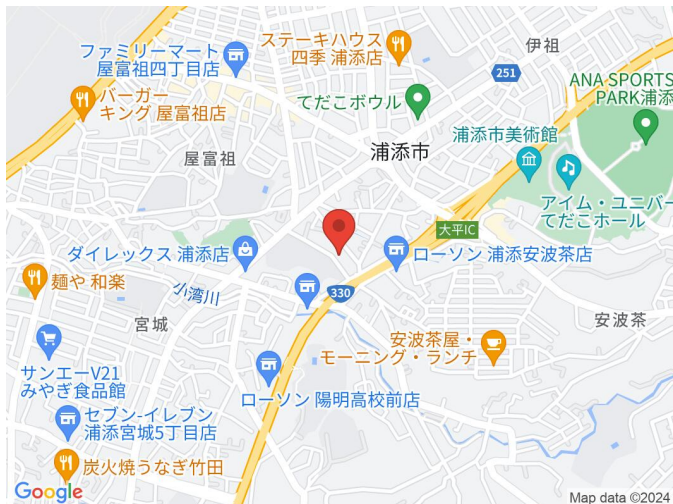 ファミリーマート
屋富祖四丁目店
ステーキハウス
四季 浦添店
伊祖
251
ANA SPORTS
PARK浦添
バーガー
キング 屋富祖店
てだこボウル
浦添市美術館
屋富祖
浦添市
アイム・ユニバー
てだこホール
大平IC
ダイレックス 浦添店
ローソン 浦添安波茶店
麺や 和楽
小湾川
330
宮城
安波茶
安波茶屋・
モーニング・ランチ
サンエーV21
みやぎ食品館
ローソン 陽明高校前店
セブン-イレブン
浦添宮城5丁目店
炭火焼うなぎ竹田
Google
Map data ©2024